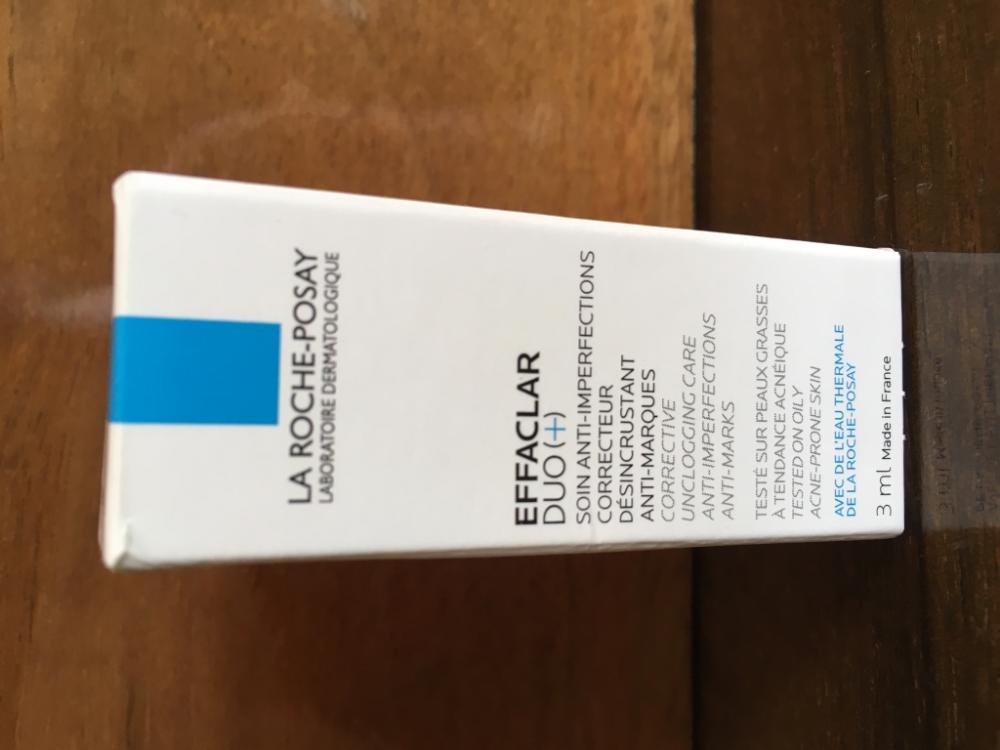 LA ROCHE-POSAY
LABORATOIRE DERMATOLOGIQUE
EFFACLAR
DUO (+)
SOIN ANTI-IMPERFECTIONS
CORRECTEUR
DÉSINCRUSTANT
ANTI-MARQUES
CORRECTIVE
UNCLOGGING CARE
ANTI-IMPERFECTIONS
ANTI-MARKS
TESTÉ SUR PEAUX GRASSES
À TENDANCE ACNÉIQUE
TESTED ON OILY
ACNE-PRONE SKIN
AVEC DE L'EAU THERMALE
DE LA ROCHE-POSAY
3 ml Made in France